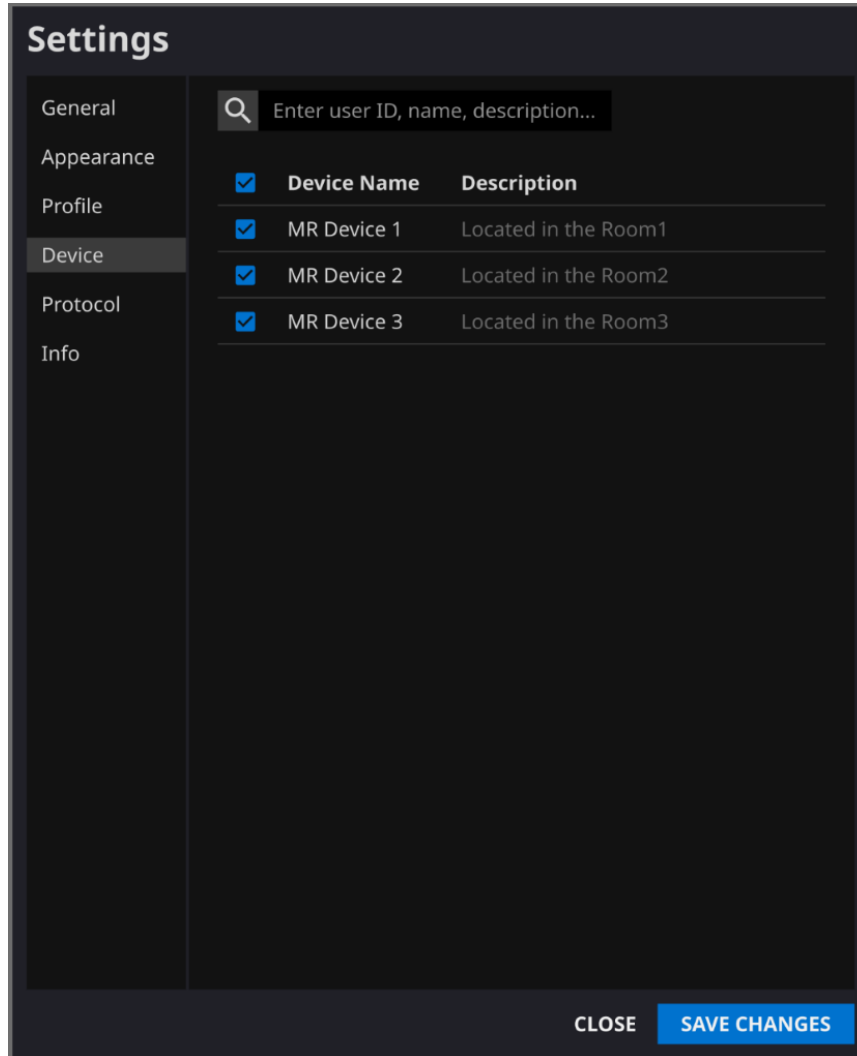 Settings
General
Appearance
Profile
Device
Protocol
Info
Enter user ID, name, description...
Device Name Description
MR Device 1 Located in the Room1
MR Device 2 Located in the Room2
MR Device 3 Located in the Room3
CLOSE SAVE CHANGES